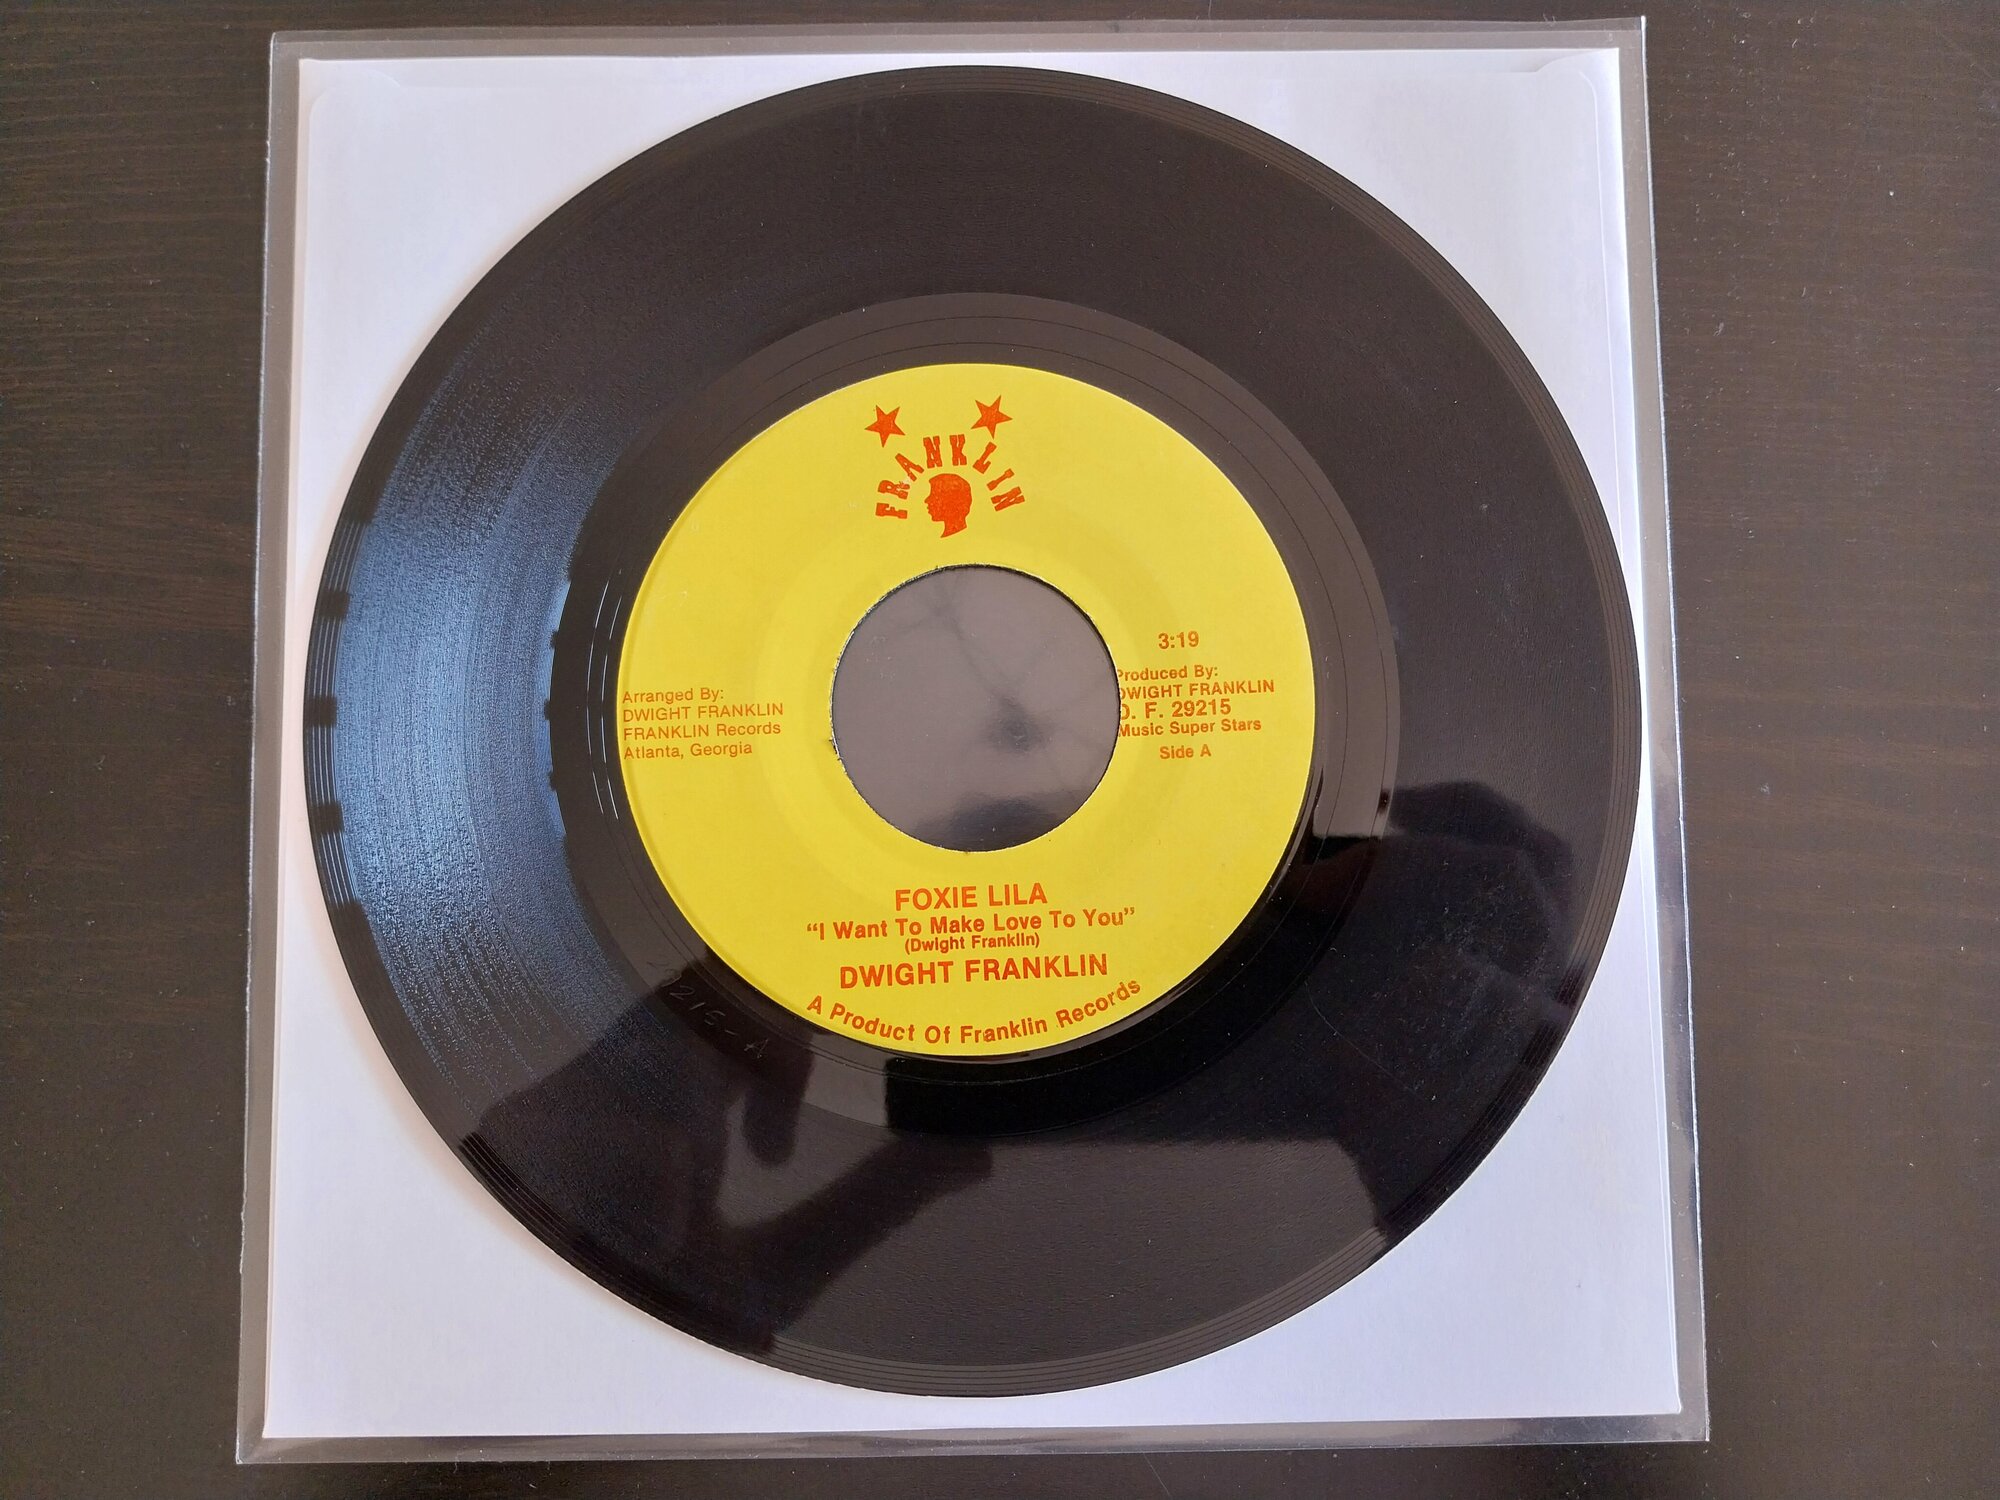 FRANKLIN
3:19
Arranged By:
DWIGHT FRANKLIN
FRANKLIN Records
Atlanta, Georgia
Produced By:
DWIGHT FRANKLIN
D. F. 29215
Music Super Stars
Side A
FOXIE LILA
“I Want To Make Love To You”
(Dwight Franklin)
DWIGHT FRANKLIN
A Product Of Franklin Records
215-A